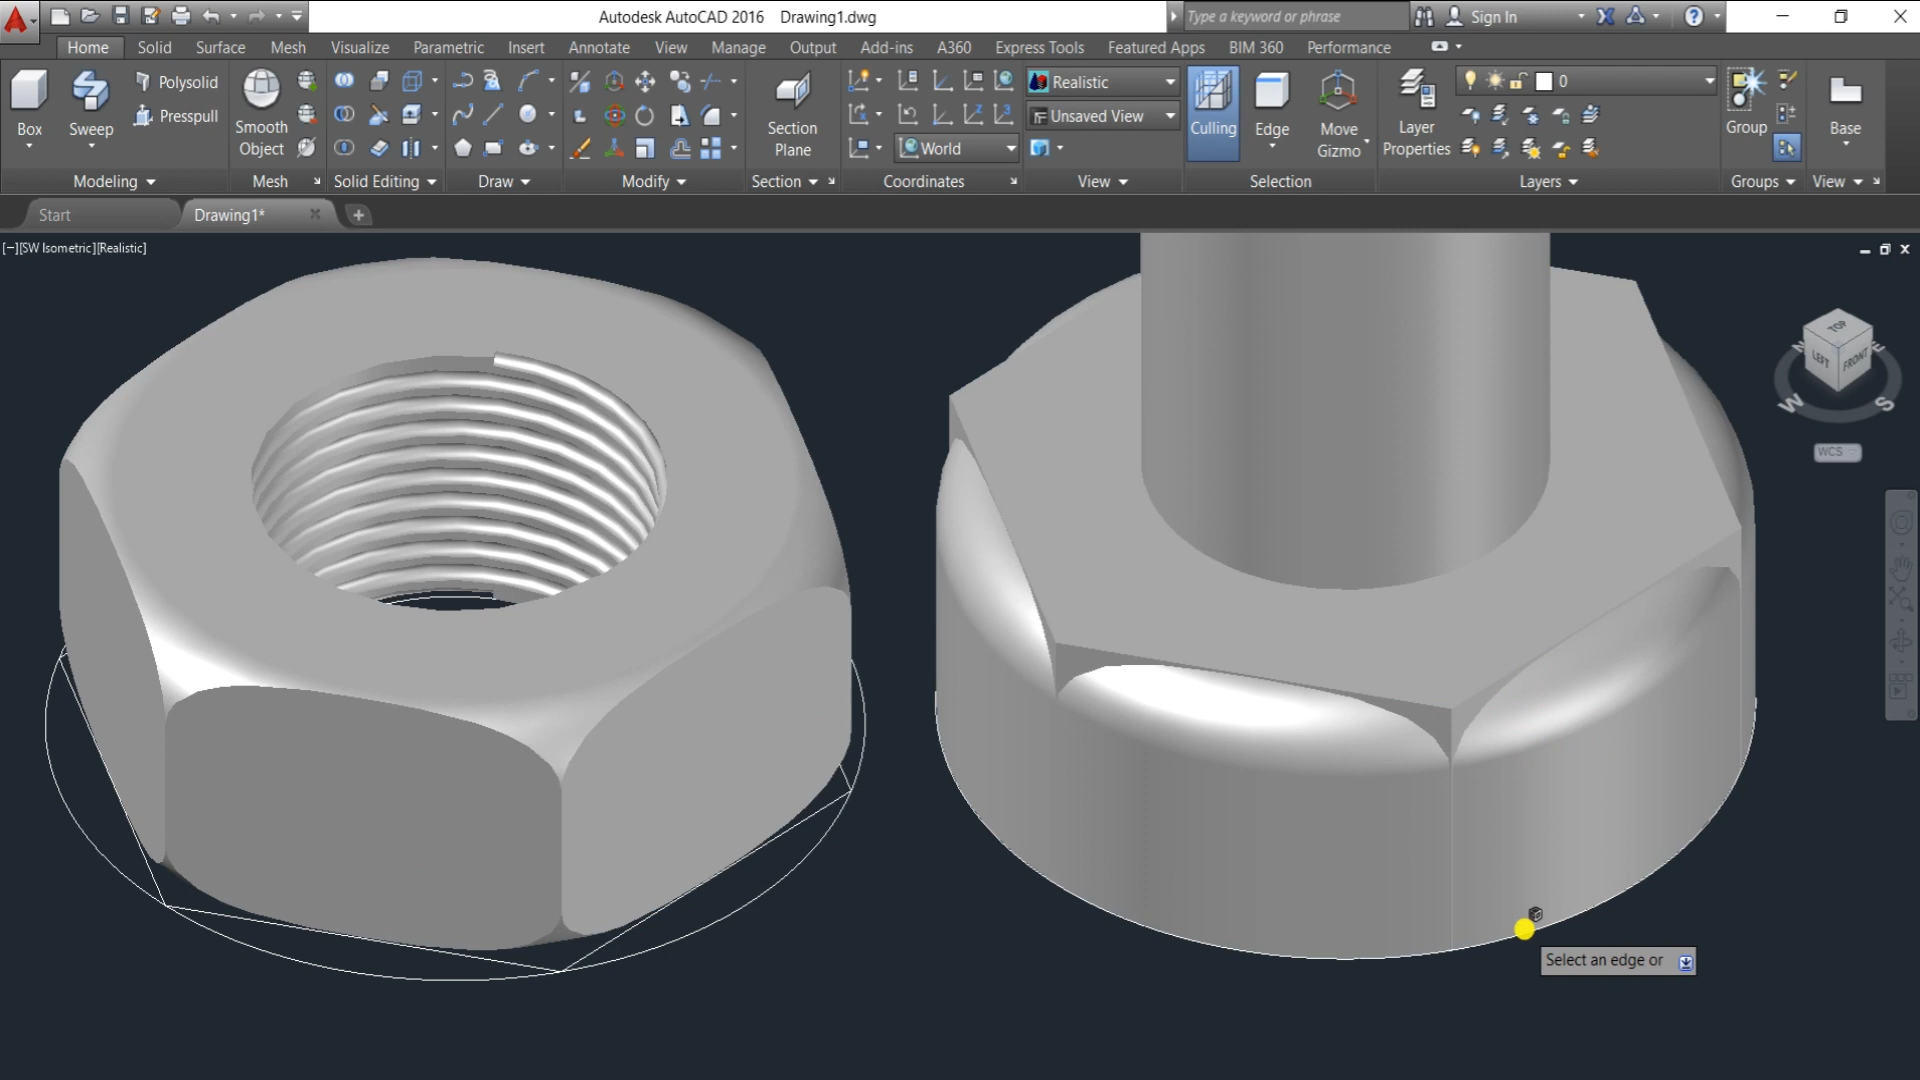 Autodesk AutoCAD 2016 Drawing1.dwg
Type a keyword or phrase
Sign In
Home Solid Surface Mesh Visualize Parametric Insert Annotate View Manage Output Add-ins A360 Express Tools Featured Apps BIM 360 Performance
Box
Sweep
Polysolid
Presspull
Modeling
Smooth
Object
Mesh
Solid Editing
Draw
Modify
Section
Plane
Section
World
Coordinates
Realistic
Unsaved View
View
Culling
Edge
Move
Gizmo
Selection
Layer
Properties
0
Layers
Group
Groups
Base
View
Start
Drawing1*
[−][SW Isometric][Realistic]
TOP
LEFT
FRONT
N
E
W
S
WCS
Select an edge or